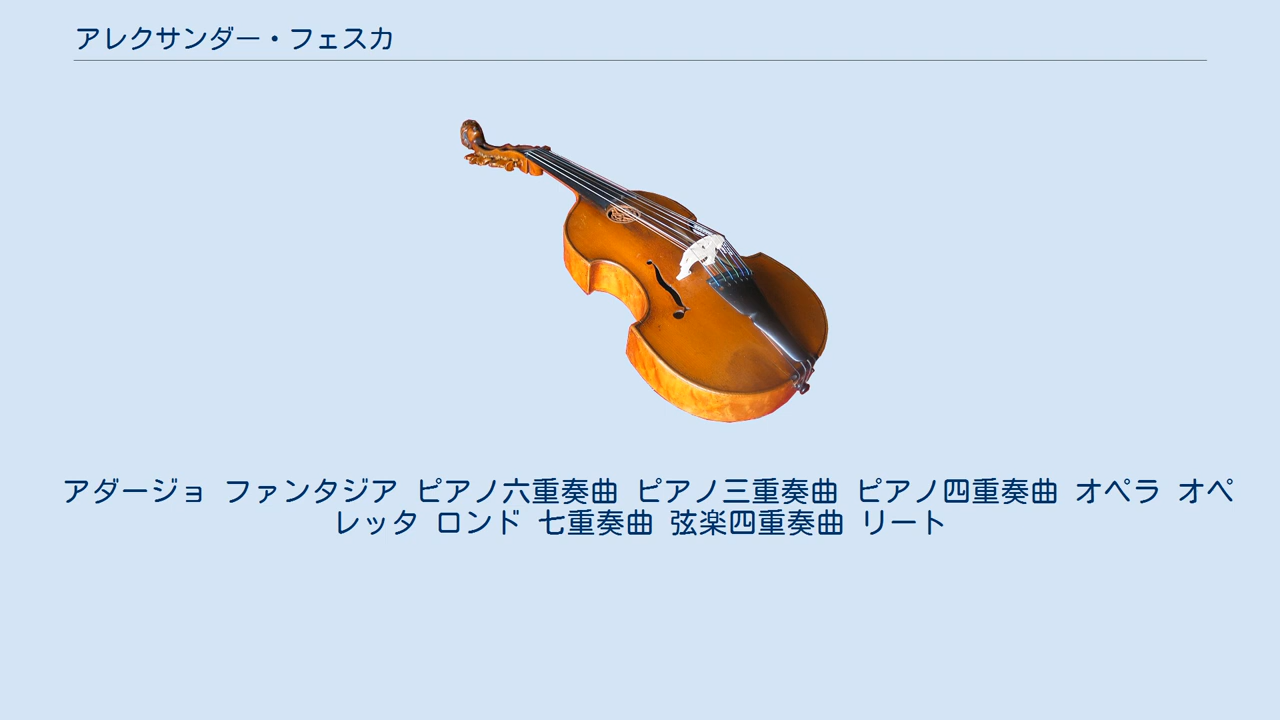 アレクサンダー・フェスカ
アダージョ ファンタジア ピアノ六重奏曲 ピアノ三重奏曲 ピアノ四重奏曲 オペラ オペ
レッタ ロンド 七重奏曲 弦楽四重奏曲 リート